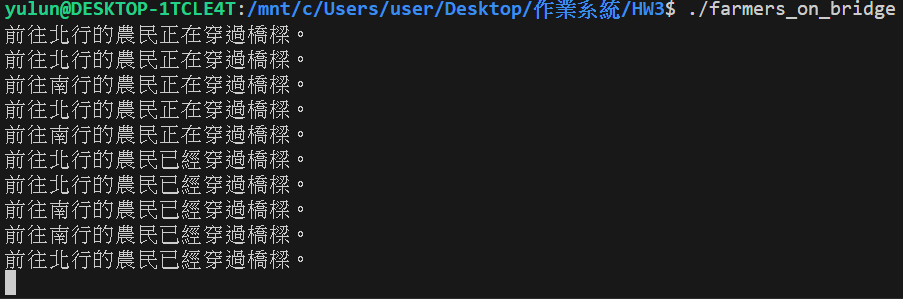 yulun@DESKTOP-1TCLE4T:/mnt/c/Users/user/Desktop/作業系統/HW3$ ./farmers_on_bridge
前往北行的農民正在穿過橋樑。
前往北行的農民正在穿過橋樑。
前往南行的農民正在穿過橋樑。
前往北行的農民正在穿過橋樑。
前往南行的農民正在穿過橋樑。
前往北行的農民已經穿過橋樑。
前往北行的農民已經穿過橋樑。
前往南行的農民已經穿過橋樑。
前往南行的農民已經穿過橋樑。
前往北行的農民已經穿過橋樑。